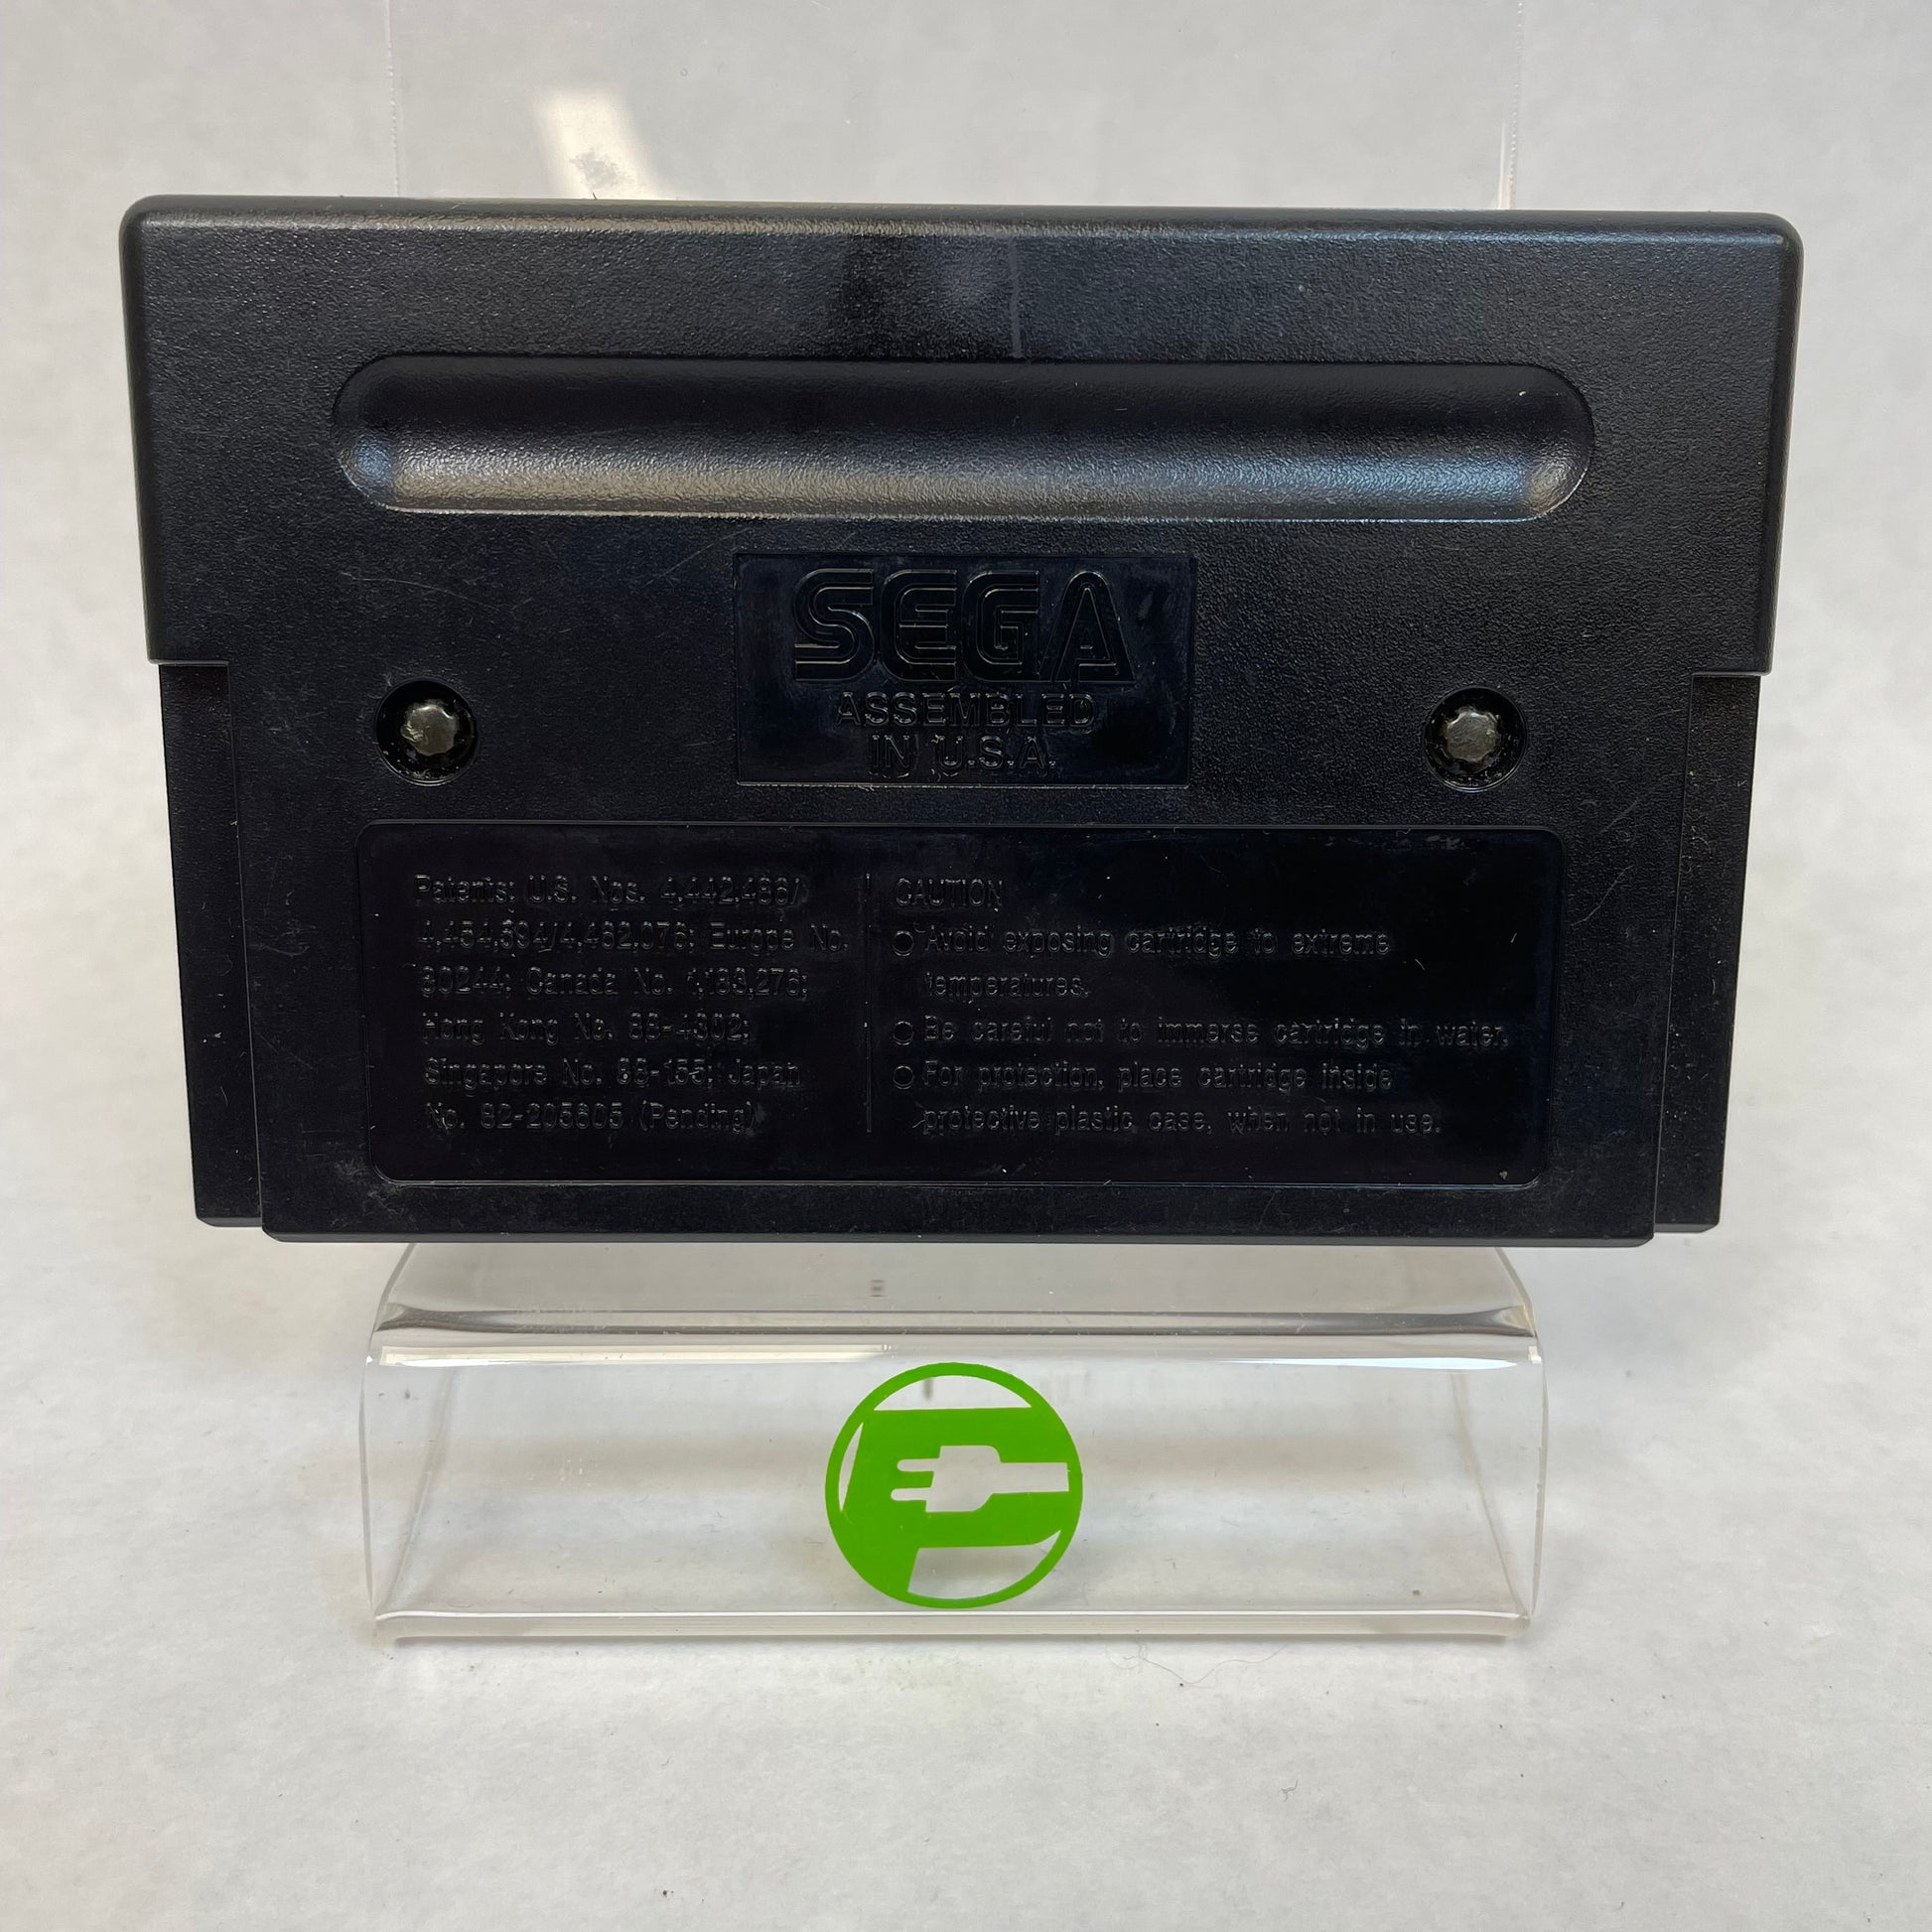 SEGA
ASSEMBLED
IN U.S.A.
Patents: U.S. Nos. 4,442,486/
4,454,594/4,462,076; Europe No.
80244; Canada No. 1,183,276;
Hong Kong No. 88-4302;
Singapore No. 88-155; Japan
No. 82-205605 (Pending)
CAUTION
Avoid exposing cartridge to extreme
temperatures.
Be careful not to immerse cartridge in water.
For protection, place cartridge inside
protective plastic case, when not in use.